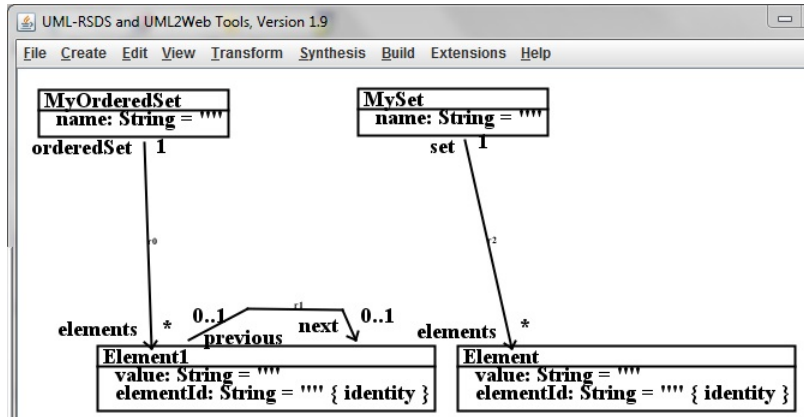 UML-RSDS and UML2Web Tools, Version 1.9
File Create Edit View Transform Synthesis Build Extensions Help
MyOrderedSet
name: String = ""
orderedSet 1
r0
elements *
MySet
name: String = ""
set 1
r2
elements *
0..1 r1 0..1
previous next
Element1
value: String = ""
elementId: String = "" { identity }
Element
value: String = ""
elementId: String = "" { identity }